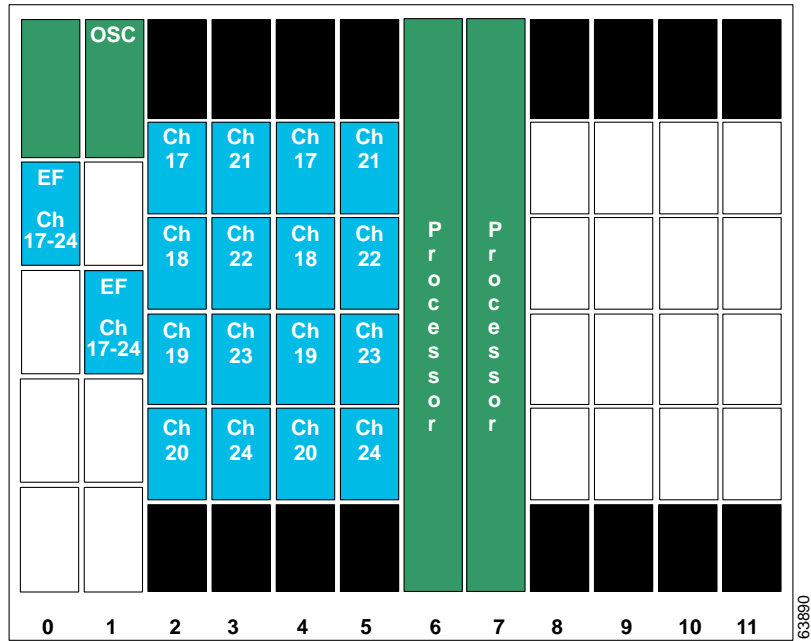 OSC
EF
Ch
17-24
EF
Ch
17-24
Ch
17
Ch
21
Ch
17
Ch
21
Ch
18
Ch
22
Ch
18
Ch
22
Ch
19
Ch
23
Ch
19
Ch
23
Ch
20
Ch
24
Ch
20
Ch
24
Processor
Processor
0 1 2 3 4 5 6 7 8 9 10 11
63890